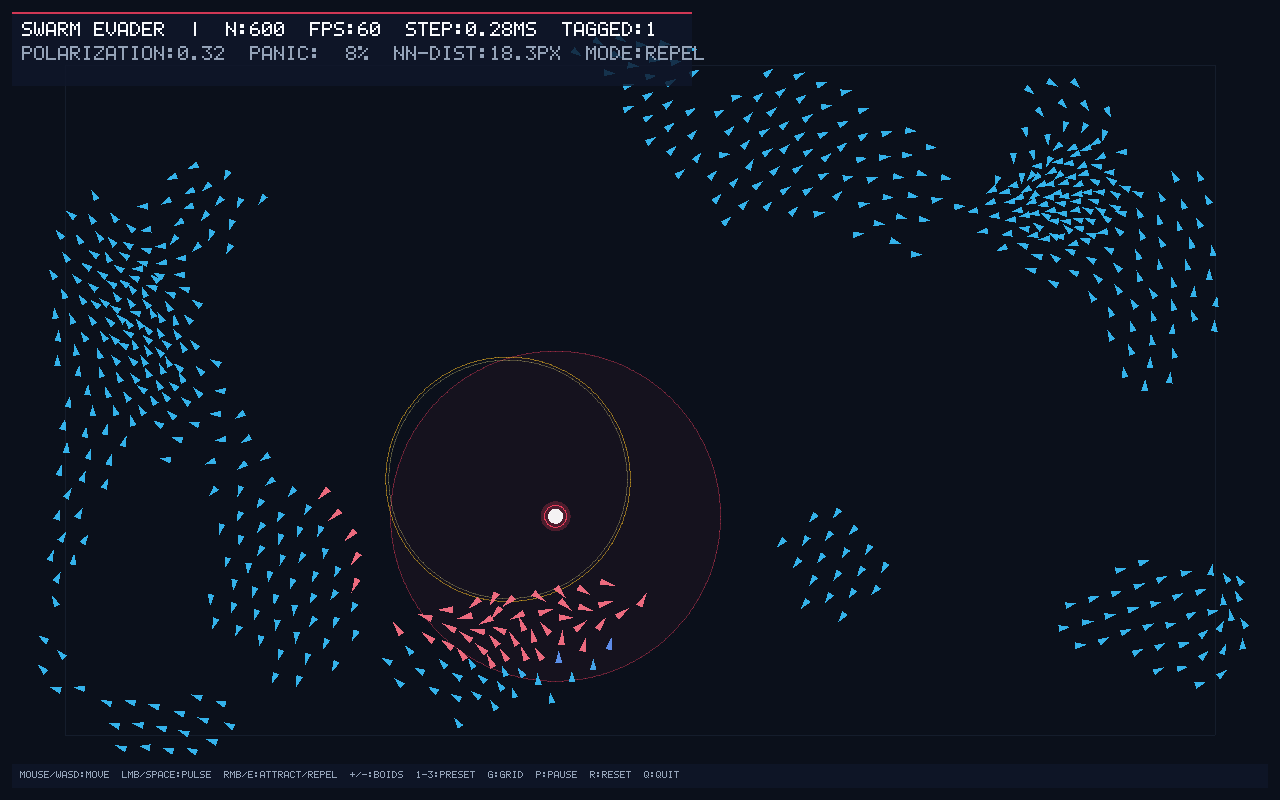 SWARM EVADER | N:600 FPS:60 STEP:0.28MS TAGGED:1
POLARIZATION:0.32 PANIC: 8% NN-DIST:18.3PX MODE:REPEL
MOUSE/WASD:MOVE LMB/SPACE:PULSE RMB/E:ATTRACT/REPEL +/-:BOIDS 1-3:PRESET G:GRID P:PAUSE R:RESET Q:QUIT